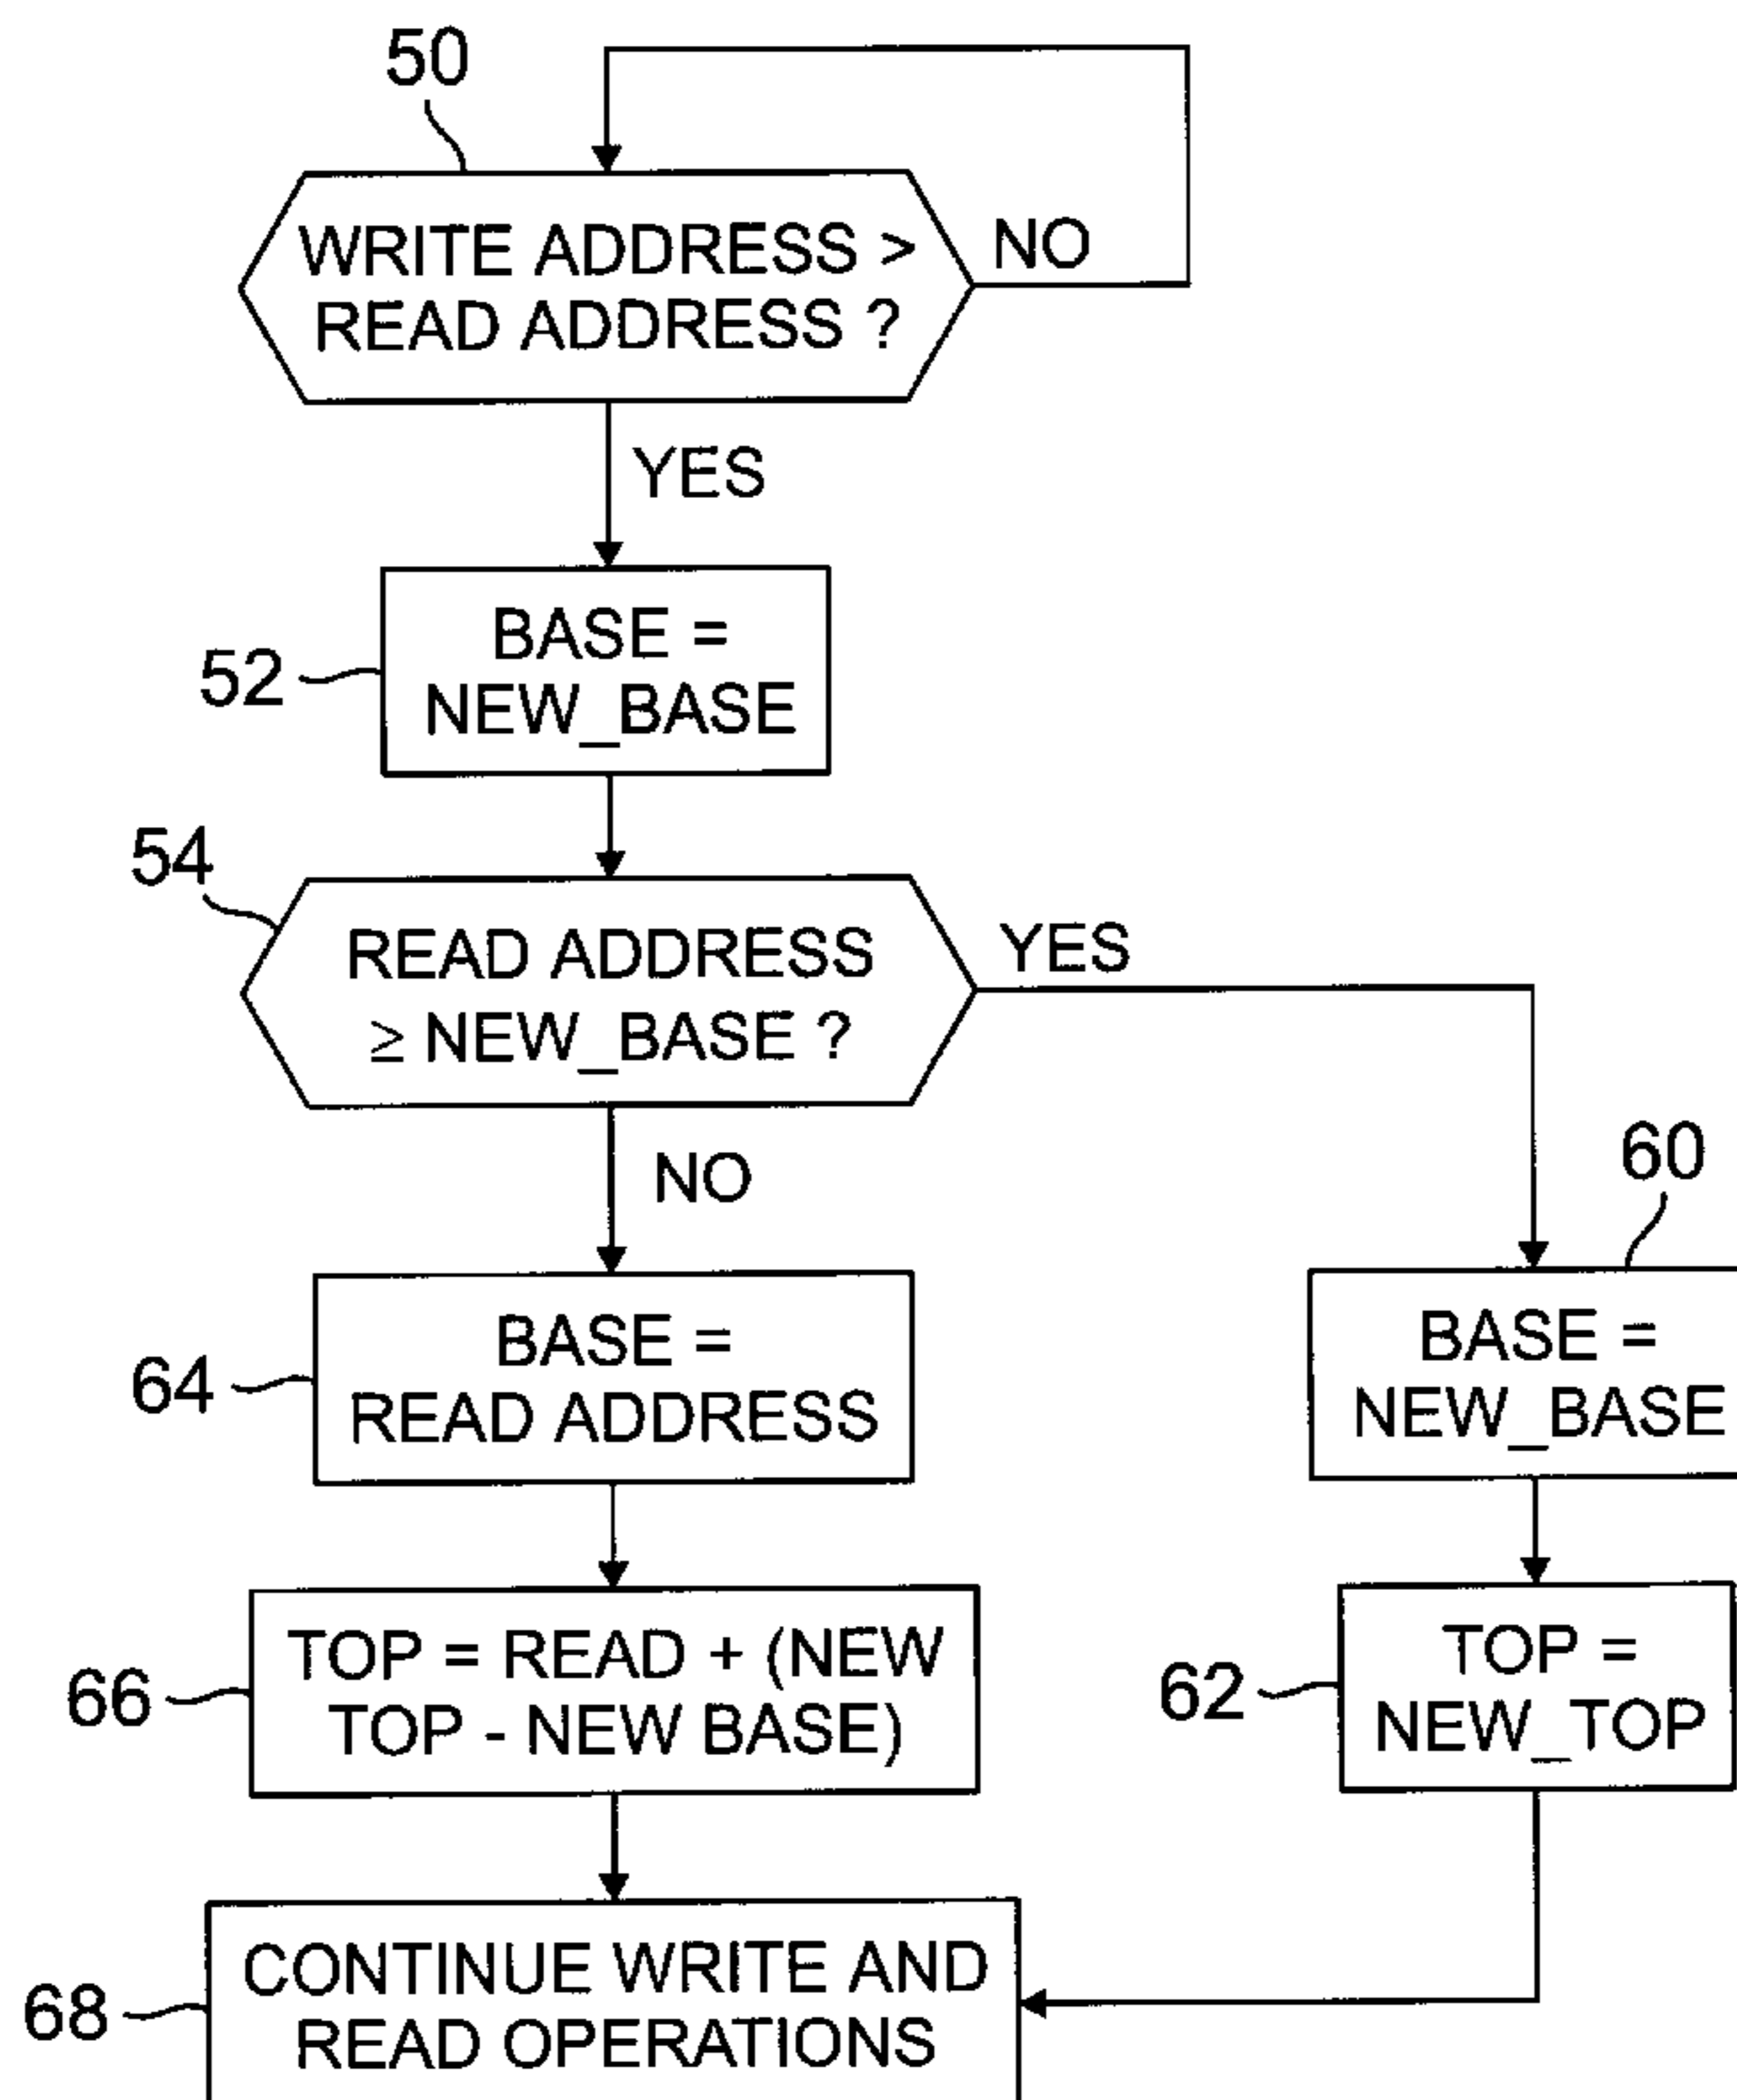 50
WRITE ADDRESS >
READ ADDRESS ?
NO
YES
52
BASE =
NEW_BASE
54
READ ADDRESS
≥ NEW_BASE ?
YES
NO
60
BASE =
NEW_BASE
64
BASE =
READ ADDRESS
66
TOP = READ + (NEW
TOP - NEW BASE)
62
TOP =
NEW_TOP
68
CONTINUE WRITE AND
READ OPERATIONS